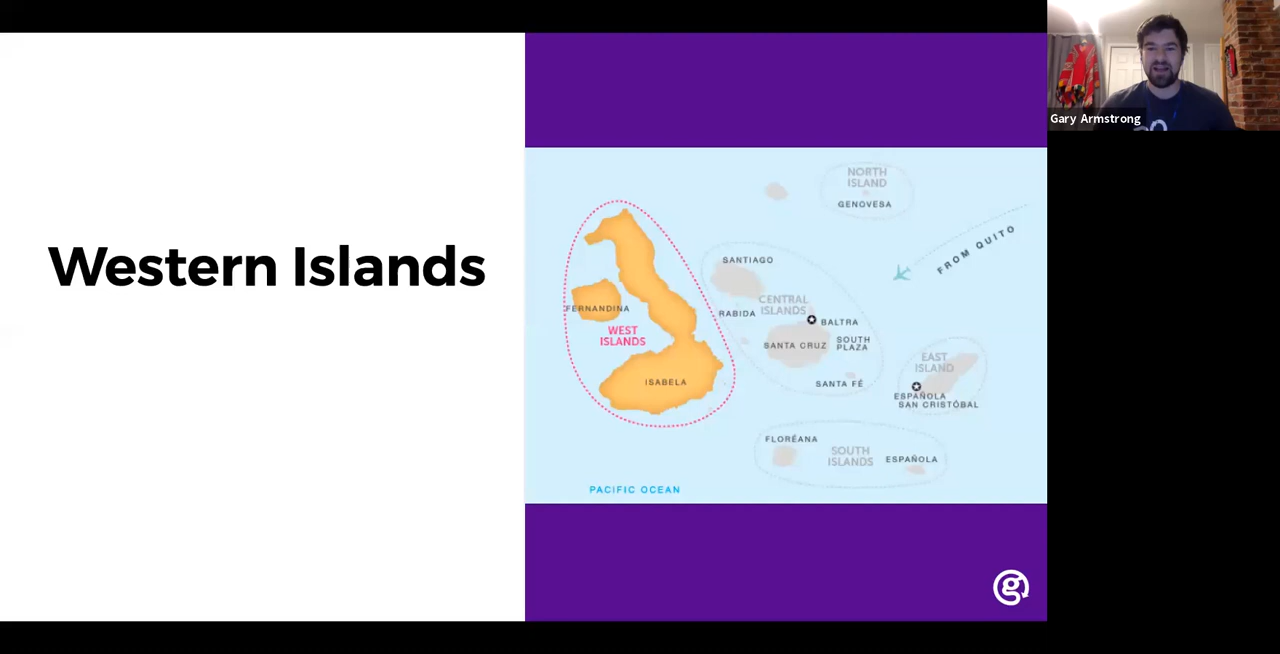 Western Islands
NORTH
ISLAND
GENOVESA
FROM QUITO
SANTIAGO
CENTRAL
ISLANDS
RABIDA
BALTRA
SANTA CRUZ
SOUTH
PLAZA
SANTA FÉ
FERNANDINA
WEST
ISLANDS
ISABELA
EAST
ISLAND
ESPAÑOLA
SAN CRISTÓBAL
FLORÉANA
SOUTH
ISLANDS
ESPAÑOLA
PACIFIC OCEAN
g
Gary Armstrong